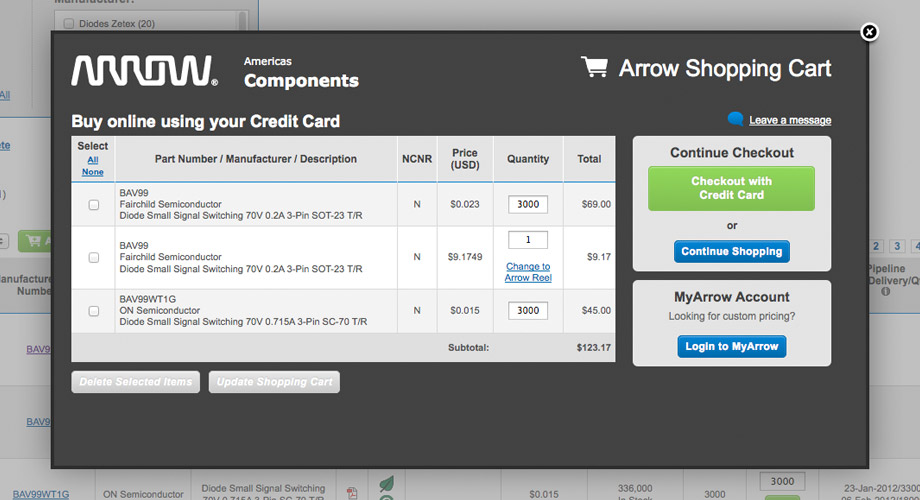 Manufacturer:
Diodes Zetex (20)
All
ARROW®
Americas
Components
Arrow Shopping Cart
Buy online using your Credit Card
Leave a message
Select
All
None
Part Number / Manufacturer / Description
NCNR
Price
(USD)
Quantity
Total
BAV99
Fairchild Semiconductor
Diode Small Signal Switching 70V 0.2A 3-Pin SOT-23 T/R
N
$0.023
3000
$69.00
BAV99
Fairchild Semiconductor
Diode Small Signal Switching 70V 0.2A 3-Pin SOT-23 T/R
N
$9.1749
1
Change to
Arrow Reel
$9.17
BAV99WT1G
ON Semiconductor
Diode Small Signal Switching 70V 0.715A 3-Pin SC-70 T/R
N
$0.015
3000
$45.00
Subtotal:
$123.17
Delete Selected Items
Update Shopping Cart
Continue Checkout
Checkout with
Credit Card
or
Continue Shopping
MyArrow Account
Looking for custom pricing?
Login to MyArrow
2 3 4
Pipeline
Delivery/Q
anufacture
Numbe
BAV9
BAV9
BAV99WT1G
ON Semiconductor
Diode Small Signal Switching
70V 0.715A 3-Pin SC-70 T/R
$0.015
336,000
In Stock
3000
3000
23-Jan-2012/3300